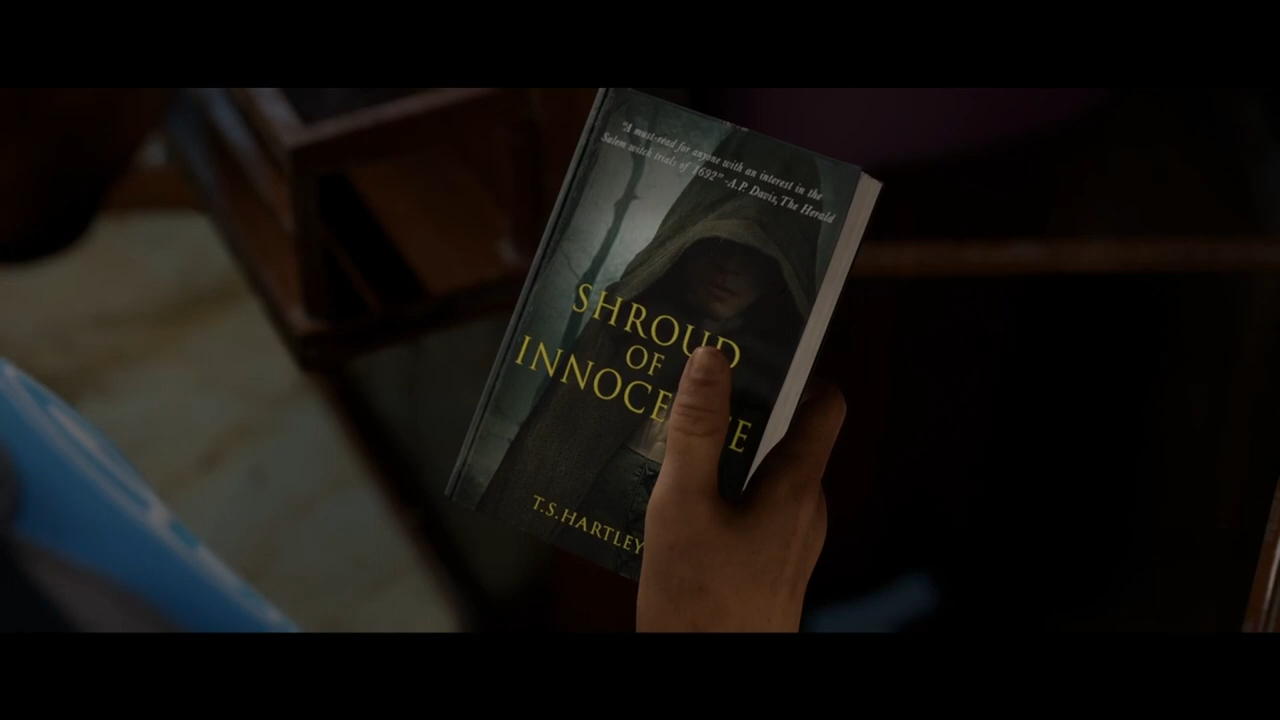 "A must-read for anyone with an interest in the
Salem witch trials of 1692" -A.P. Davis, The Herald
SHROUD
OF
INNOCE E
T.S.HARTLEY